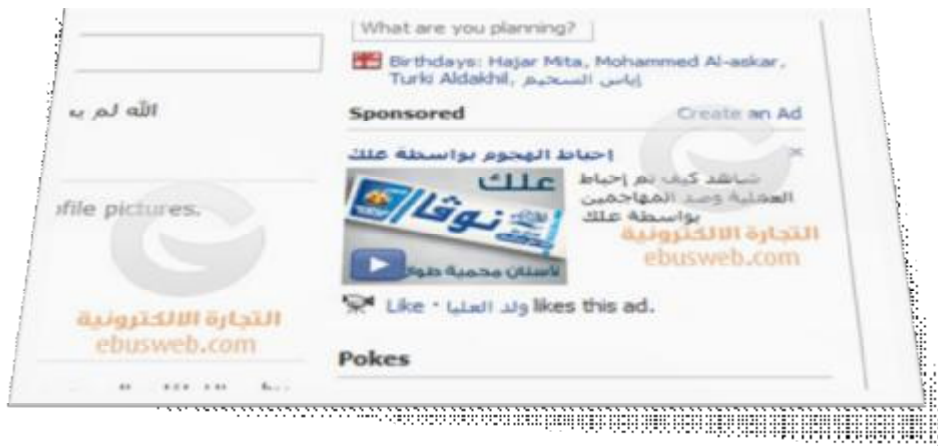 What are you planning?
Birthdays: Hajar Mita, Mohammed Al-askar,
Turki Aldakhil, إياس السحيم
الله لم
Sponsored
Create an Ad
إحباط الهجوم بواسطة علك
شاهد كيف تم إحباط
العملية وصد المهاجمين
بواسطة علك
علك
نوڤا
لأسنان محمية طوال
ofile pictures.
التجارة الالكترونية
ebusweb.com
Like · ولد العليا likes this ad.
التجارة الالكترونية
ebusweb.com
Pokes